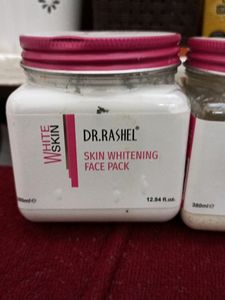 WHITE
SKIN
DR.RASHEL®
SKIN WHITENING
FACE PACK
380ml℮
12.84 fl.oz.
380ml℮